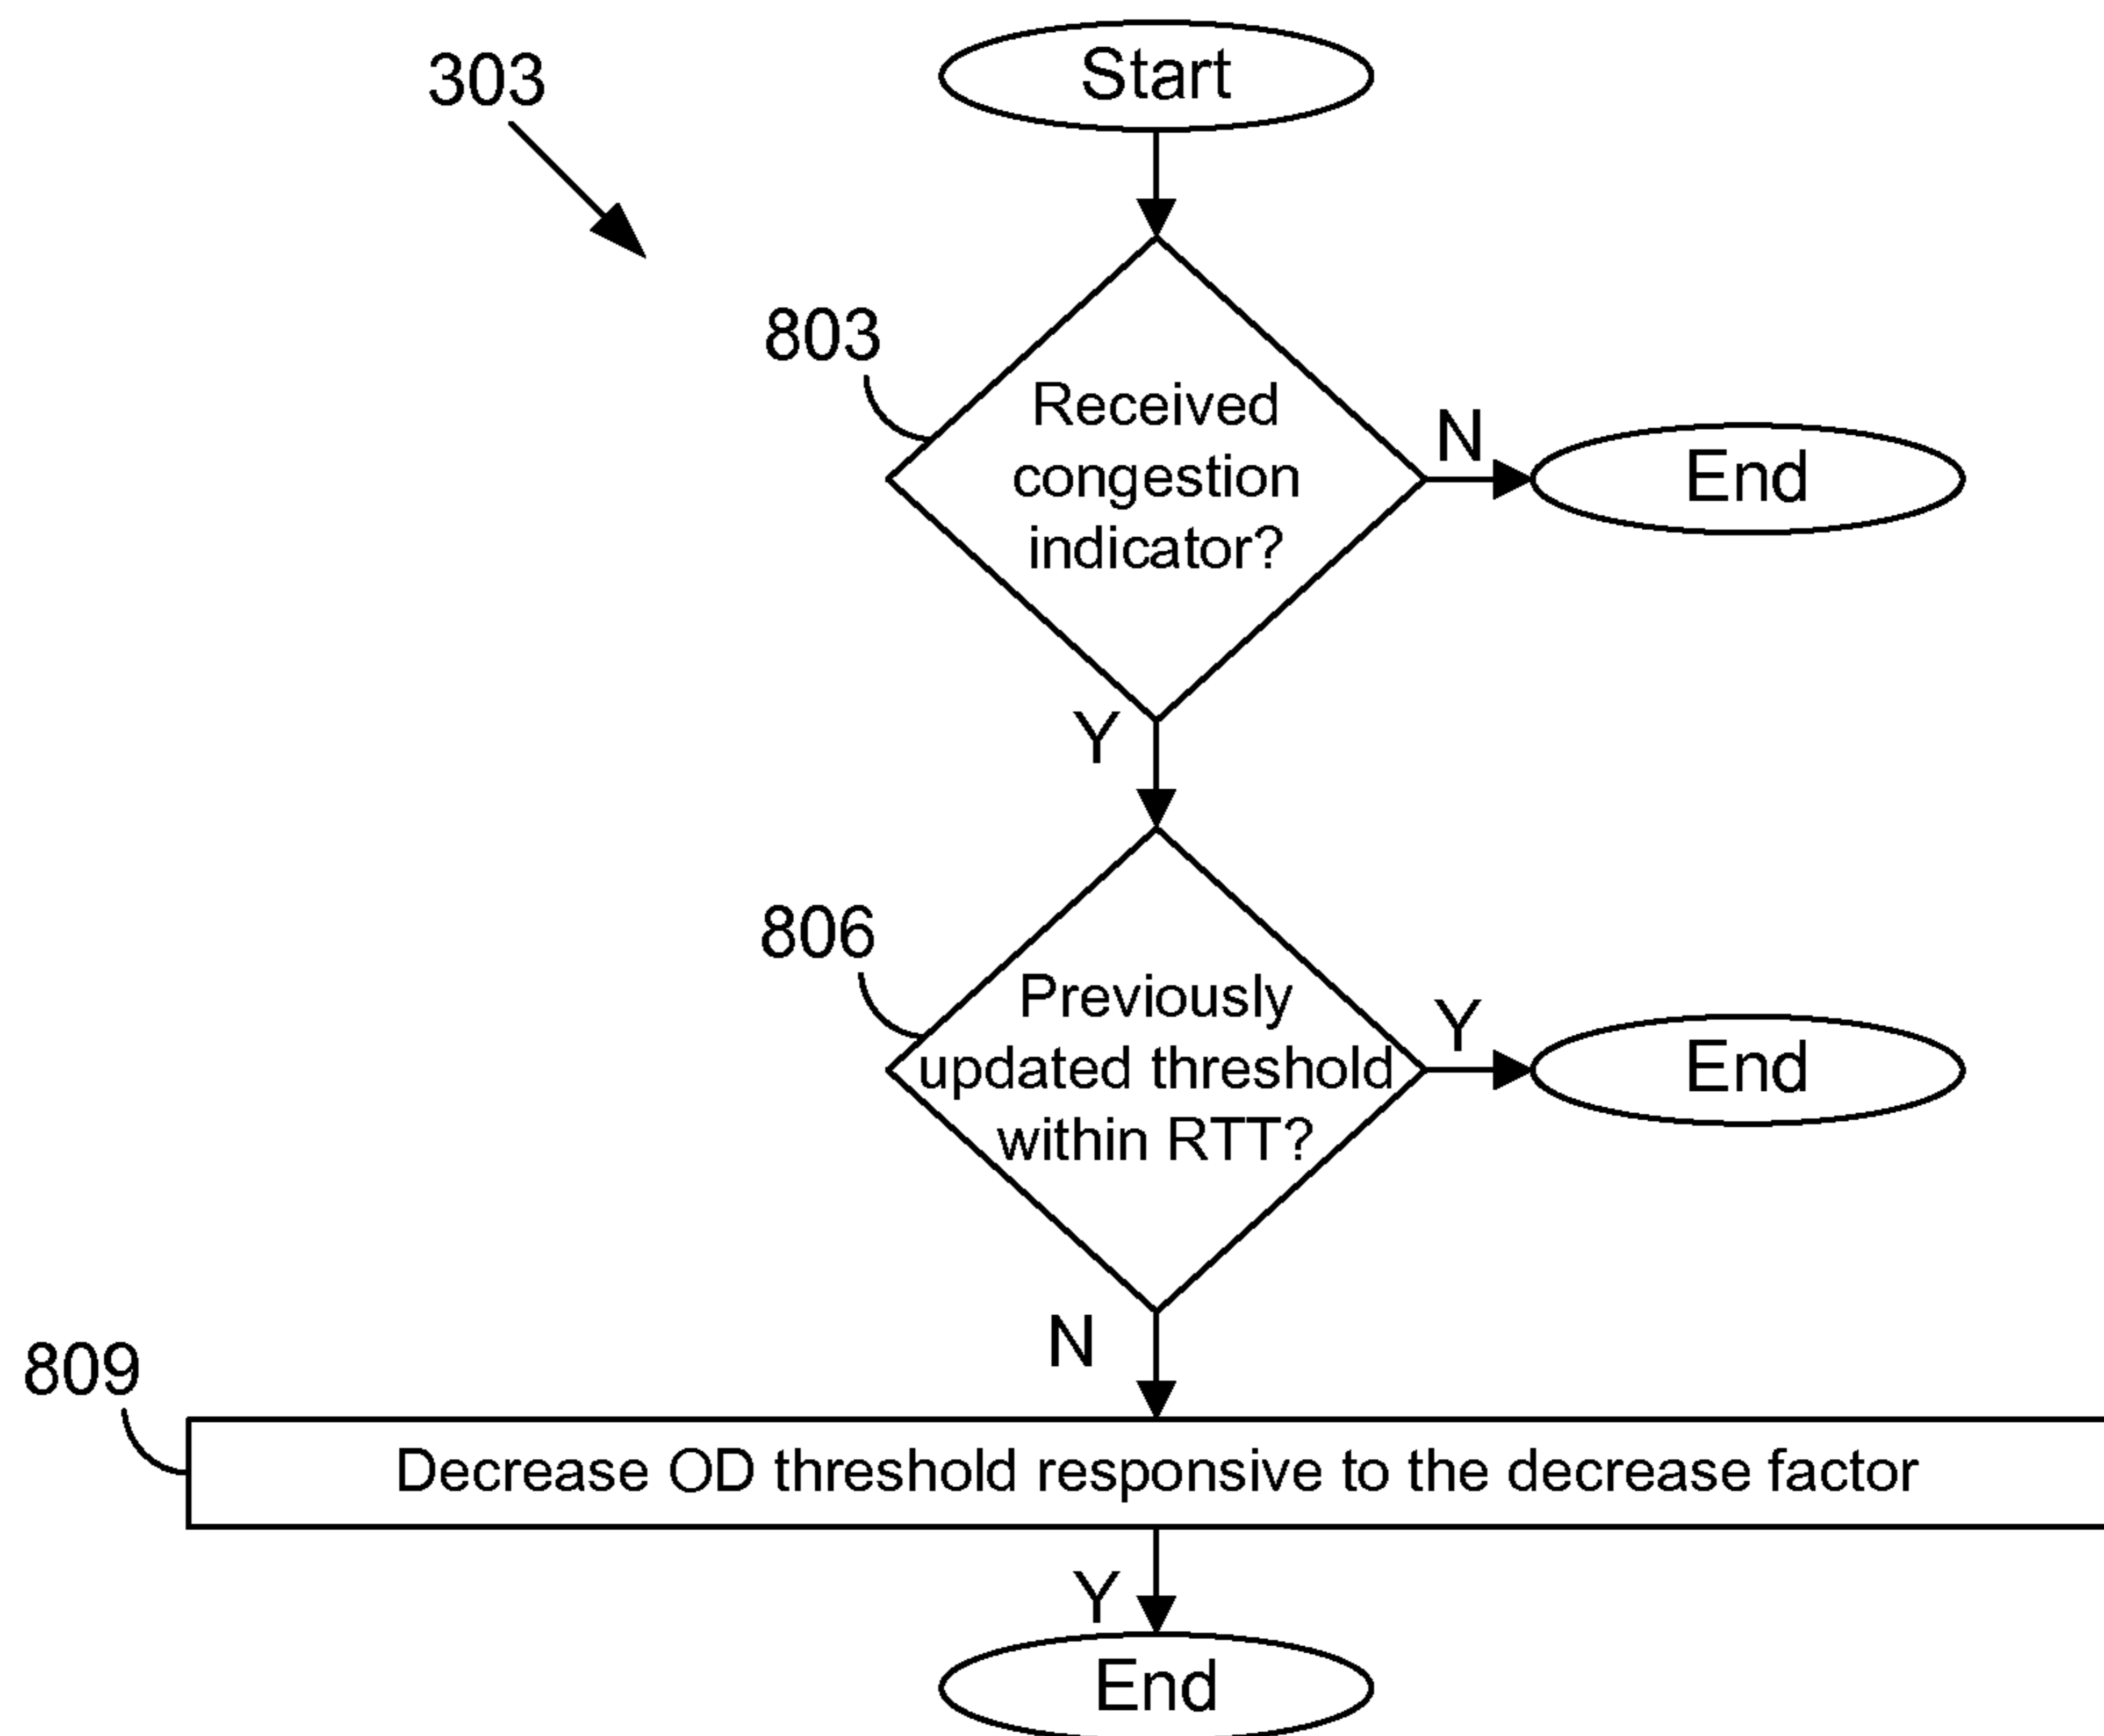 303
Start
803
Received
congestion
indicator?
N
End
Y
806
Previously
updated threshold
within RTT?
Y
End
N
809
Decrease OD threshold responsive to the decrease factor
Y
End